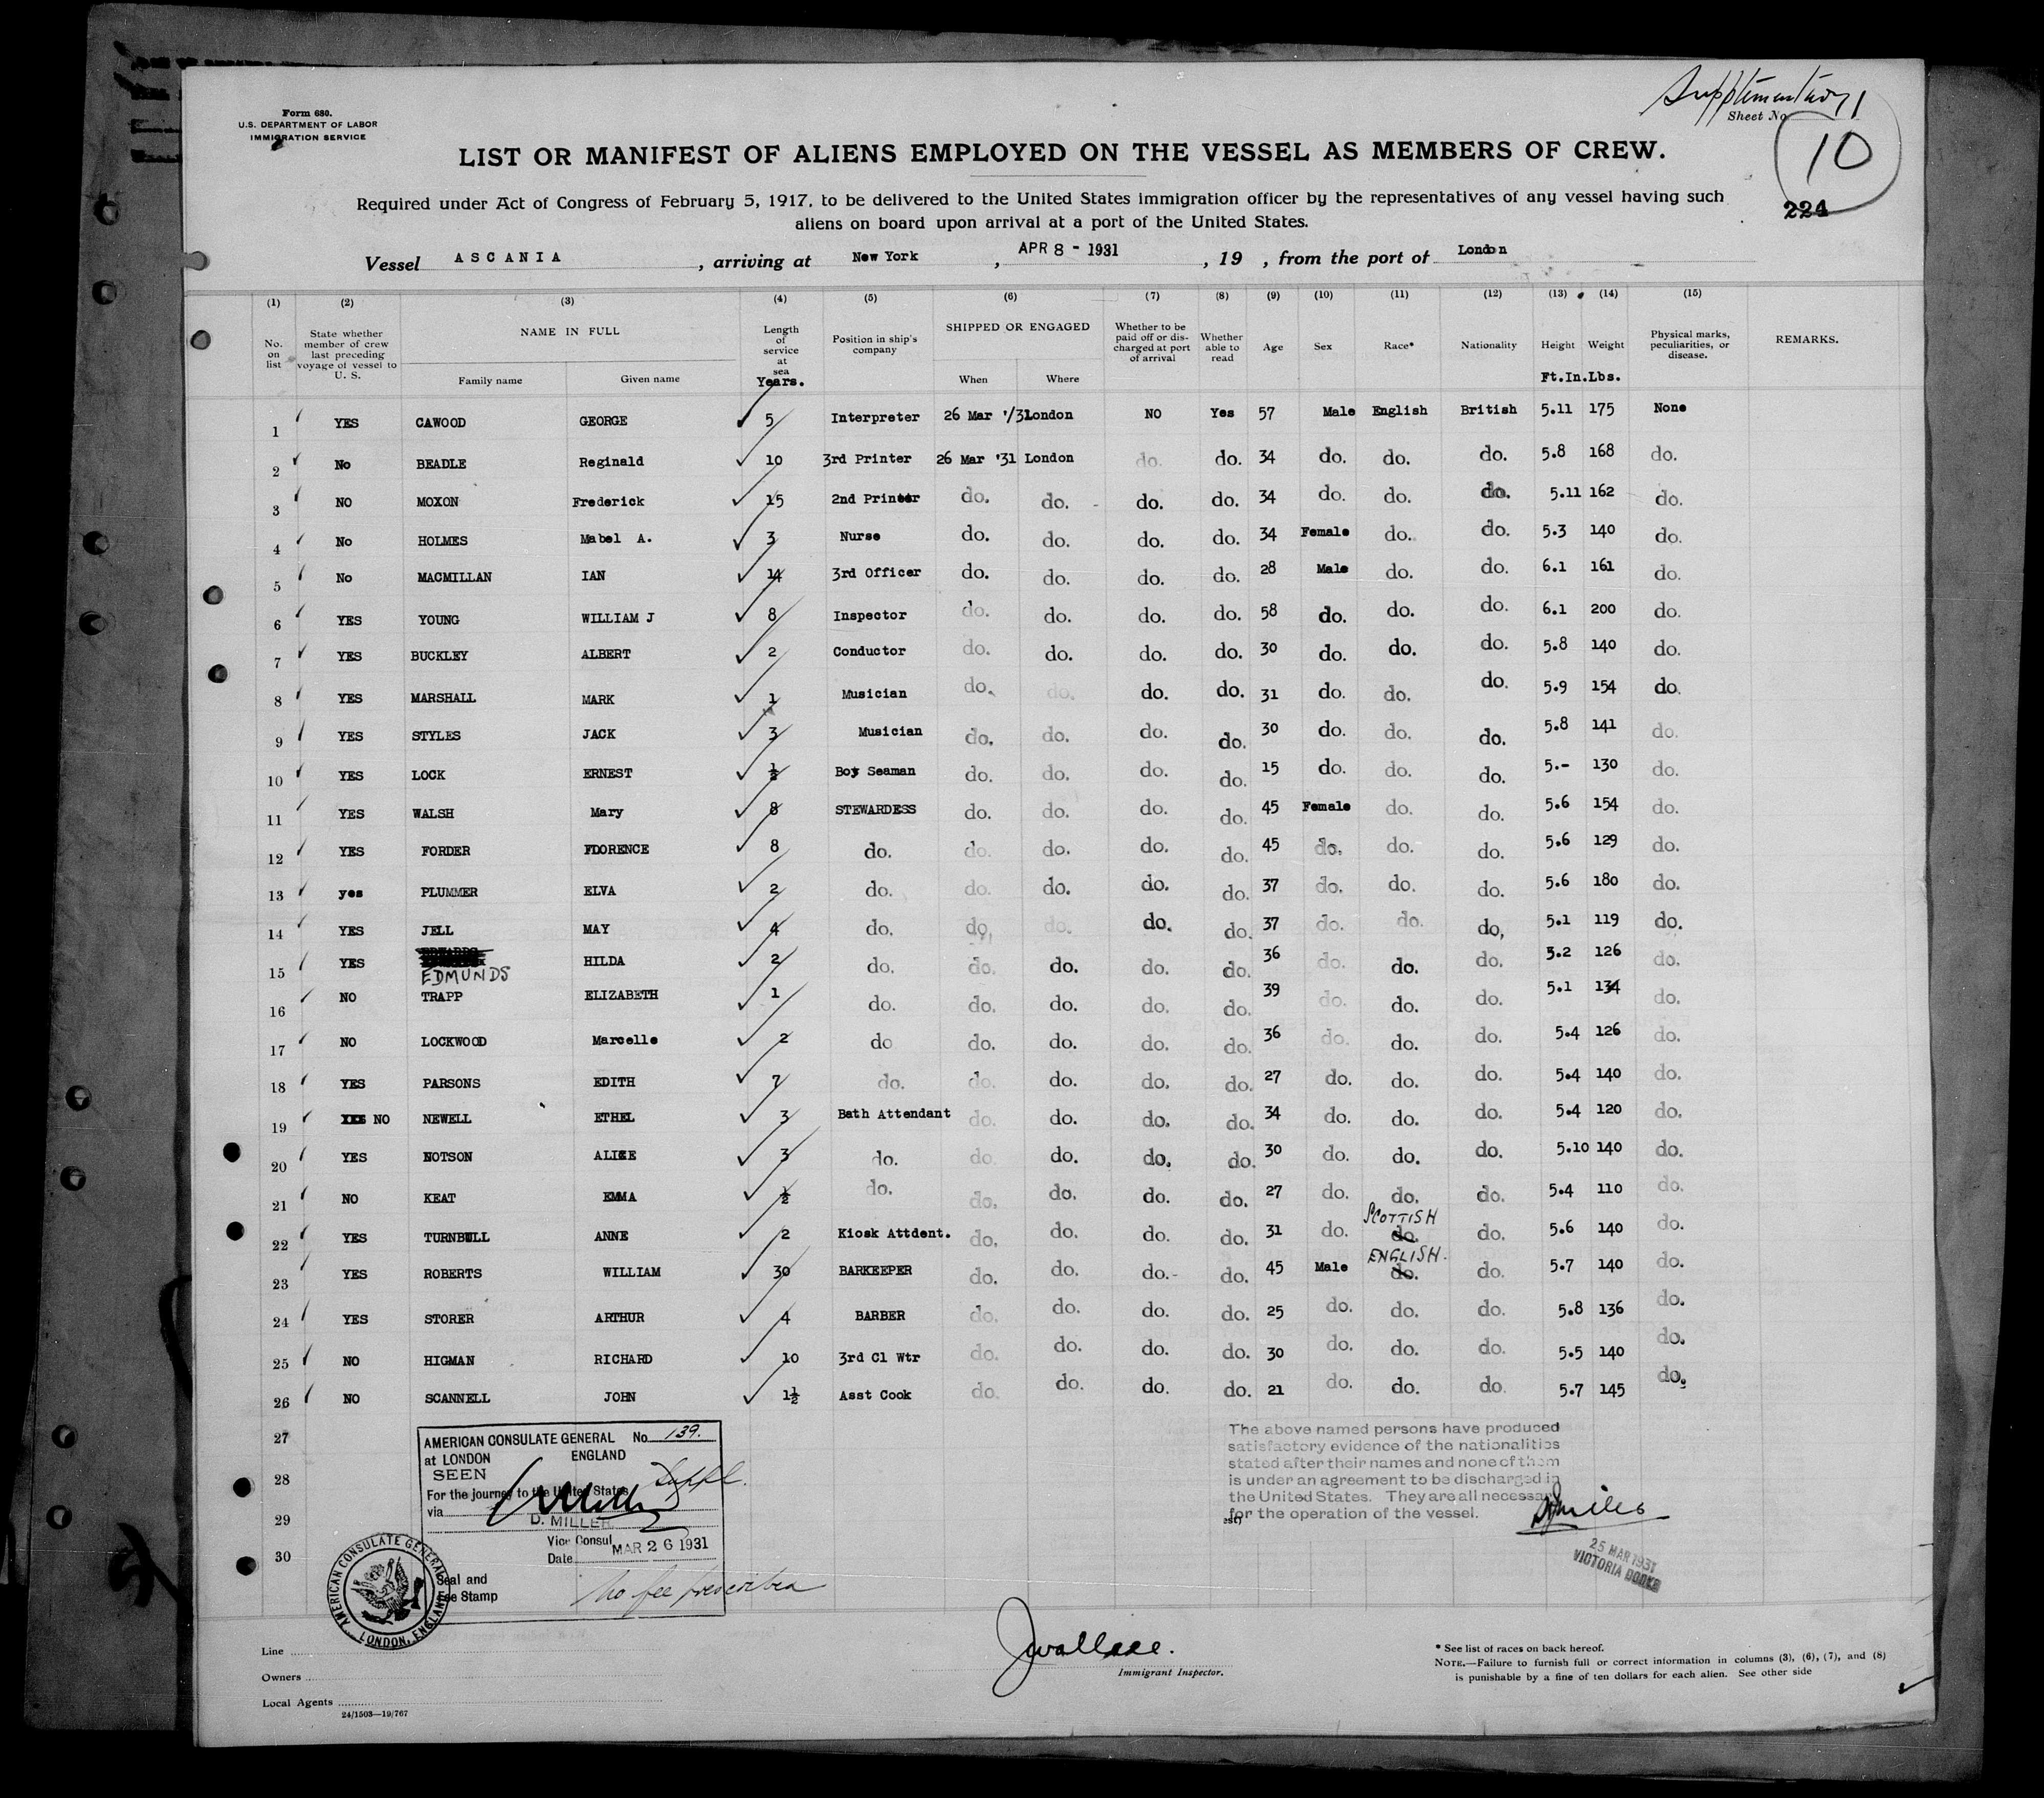 Supplementary 1
Form 680.
U.S. DEPARTMENT OF LABOR
IMMIGRATION SERVICE
Sheet No.
10
LIST OR MANIFEST OF ALIENS EMPLOYED ON THE VESSEL AS MEMBERS OF CREW.
Required under Act of Congress of February 5, 1917, to be delivered to the United States immigration officer by the representatives of any vessel having such
aliens on board upon arrival at a port of the United States.
224
Vessel ASCANIA , arriving at New York , APR 8 - 1931 , 19 , from the port of London
(1) (2) (3) (4) (5) (6) (7) (8) (9) (10) (11) (12) (13) (14) (15)
No. on list State whether member of crew last preceding voyage of vessel to U. S. NAME IN FULL Family name Given name Length of service at sea Years. Position in ship's company SHIPPED OR ENGAGED When Where Whether to be paid off or discharged at port of arrival Whether able to read Age Sex Race* Nationality Height Ft.In. Weight Lbs. Physical marks, peculiarities, or disease. REMARKS.
1 YES CAWOOD GEORGE 5 Interpreter 26 Mar '/31 London NO Yes 57 Male English British 5.11 175 None
2 No BEADLE Reginald 10 3rd Printer 26 Mar '31 London do. do. 34 do. do. do. 5.8 168 do.
3 NO MOXON Frederick 15 2nd Printer do. do. do. do. 34 do. do. do. 5.11 162 do.
4 No HOLMES Mabel A. 3 Nurse do. do. do. do. 34 Female do. do. 5.3 140 do.
5 No MACMILLAN IAN 14 3rd Officer do. do. do. do. 28 Male do. do. 6.1 161 do.
6 YES YOUNG WILLIAM J 8 Inspector do. do. do. do. 58 do. do. do. 6.1 200 do.
7 YES BUCKLEY ALBERT 2 Conductor do. do. do. do. 30 do. do. do. 5.8 140 do.
8 YES MARSHALL MARK 1 Musician do. do. do. do. 31 do. do. do. 5.9 154 do.
9 YES STYLES JACK 3 Musician do. do. do. do. 30 do. do. do. 5.8 141 do.
10 YES LOCK ERNEST ½ Boy Seaman do. do. do. do. 15 do. do. do. 5.- 130 do.
11 YES WALSH Mary 8 STEWARDESS do. do. do. do. 45 Female do. do. 5.6 154 do.
12 YES FORDER FDORENCE 8 do. do. do. do. do. 45 do. do. do. 5.6 129 do.
13 yes PLUMMER ELVA 2 do. do. do. do. do. 37 do. do. do. 5.6 180 do.
14 YES JELL MAY 4 do. do. do. do. do. 37 do. do. do. 5.1 119 do.
15 YES EDMUNDS HILDA 2 do. do. do. do. do. 36 do. do. do. 5.2 126 do.
16 NO TRAPP ELIZABETH 1 do. do. do. do. do. 39 do. do. do. 5.1 134 do.
17 NO LOCKWOOD Marcelle 2 do do. do. do. do. 36 do. do. do. 5.4 126 do.
18 YES PARSONS EDITH 7 do. do. do. do. do. 27 do. do. do. 5.4 140 do.
19 YES NO NEWELL ETHEL 3 Bath Attendant do. do. do. do. 34 do. do. do. 5.4 120 do.
20 YES NOTSON ALICE 3 do. do. do. do. do. 30 do. do. do. 5.10 140 do.
21 NO KEAT EMMA ½ do. do. do. do. do. 27 do. do. do. 5.4 110 do.
22 YES TURNBULL ANNE 2 Kiosk Attdent. do. do. do. do. 31 do. SCOTTISH do. do. 5.6 140 do.
23 YES ROBERTS WILLIAM 30 BARKEEPER do. do. do. do. 45 Male ENGLISH. do. do. 5.7 140 do.
24 YES STORER ARTHUR 4 BARBER do. do. do. do. 25 do. do. do. 5.8 136 do.
25 NO HIGMAN RICHARD 10 3rd Cl Wtr do. do. do. do. 30 do. do. do. 5.5 140 do.
26 NO SCANNELL JOHN 1½ Asst Cook do. do. do. do. 21 do. do. do. 5.7 145 do.
27
28
29
30
AMERICAN CONSULATE GENERAL No. 139.
at LONDON ENGLAND
SEEN Suppl.
For the journey to the United States
via
D. MILLER
Vice Consul
Date MAR 26 1931
Seal and
Fee Stamp
No fee prescribed
AMERICAN CONSULATE GENERAL LONDON, ENGLAND
The above named persons have produced
satisfactory evidence of the nationalities
stated after their names and none of them
is under an agreement to be discharged in
the United States. They are all necessary
for the operation of the vessel.
25 MAR 1931
VICTORIA DOCKS
Line
Owners
Local Agents
24/1503—19/767
JWallace.
Immigrant Inspector.
* See list of races on back hereof.
NOTE.—Failure to furnish full or correct information in columns (3), (6), (7), and (8)
is punishable by a fine of ten dollars for each alien. See other side